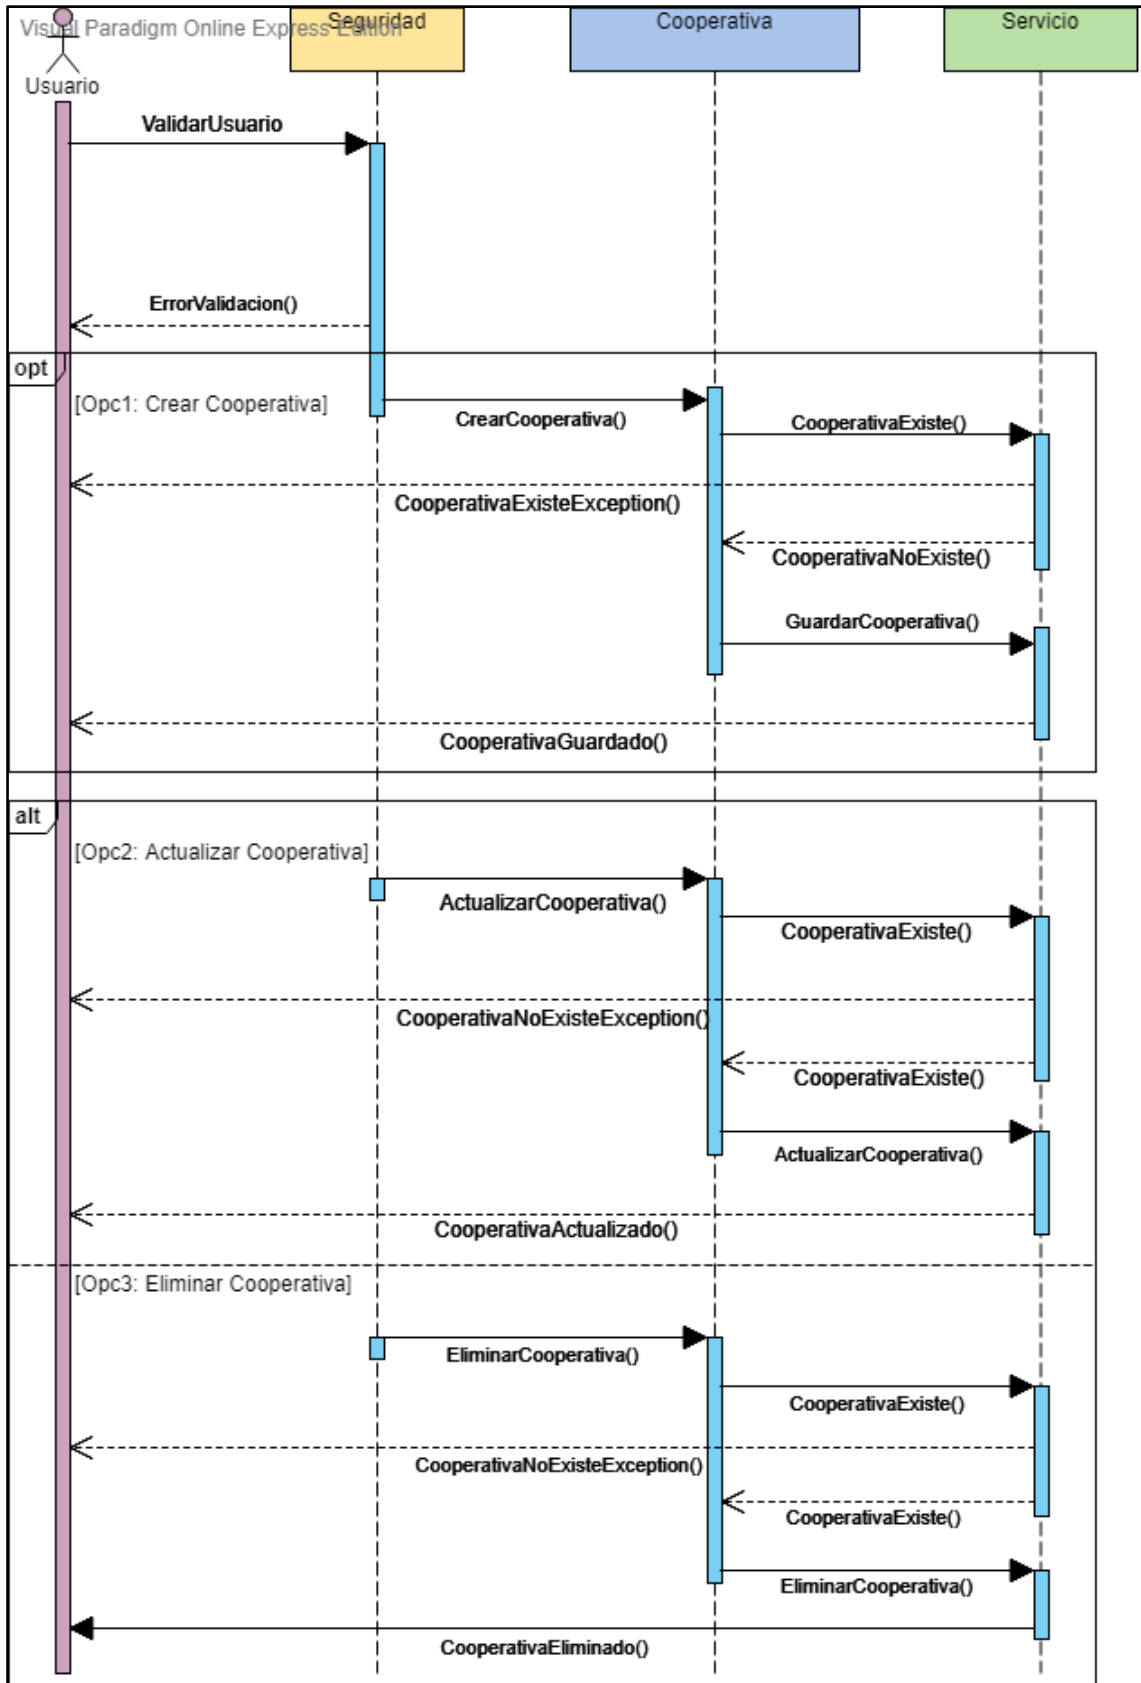 Visual Paradigm Online Express Edition
Seguridad
Cooperativa
Servicio
Usuario
ValidarUsuario
ErrorValidacion()
opt
[Opc1: Crear Cooperativa]
CrearCooperativa()
CooperativaExiste()
CooperativaExisteException()
CooperativaNoExiste()
GuardarCooperativa()
CooperativaGuardado()
alt
[Opc2: Actualizar Cooperativa]
ActualizarCooperativa()
CooperativaExiste()
CooperativaNoExisteException()
CooperativaExiste()
ActualizarCooperativa()
CooperativaActualizado()
[Opc3: Eliminar Cooperativa]
EliminarCooperativa()
CooperativaExiste()
CooperativaNoExisteException()
CooperativaExiste()
EliminarCooperativa()
CooperativaEliminado()